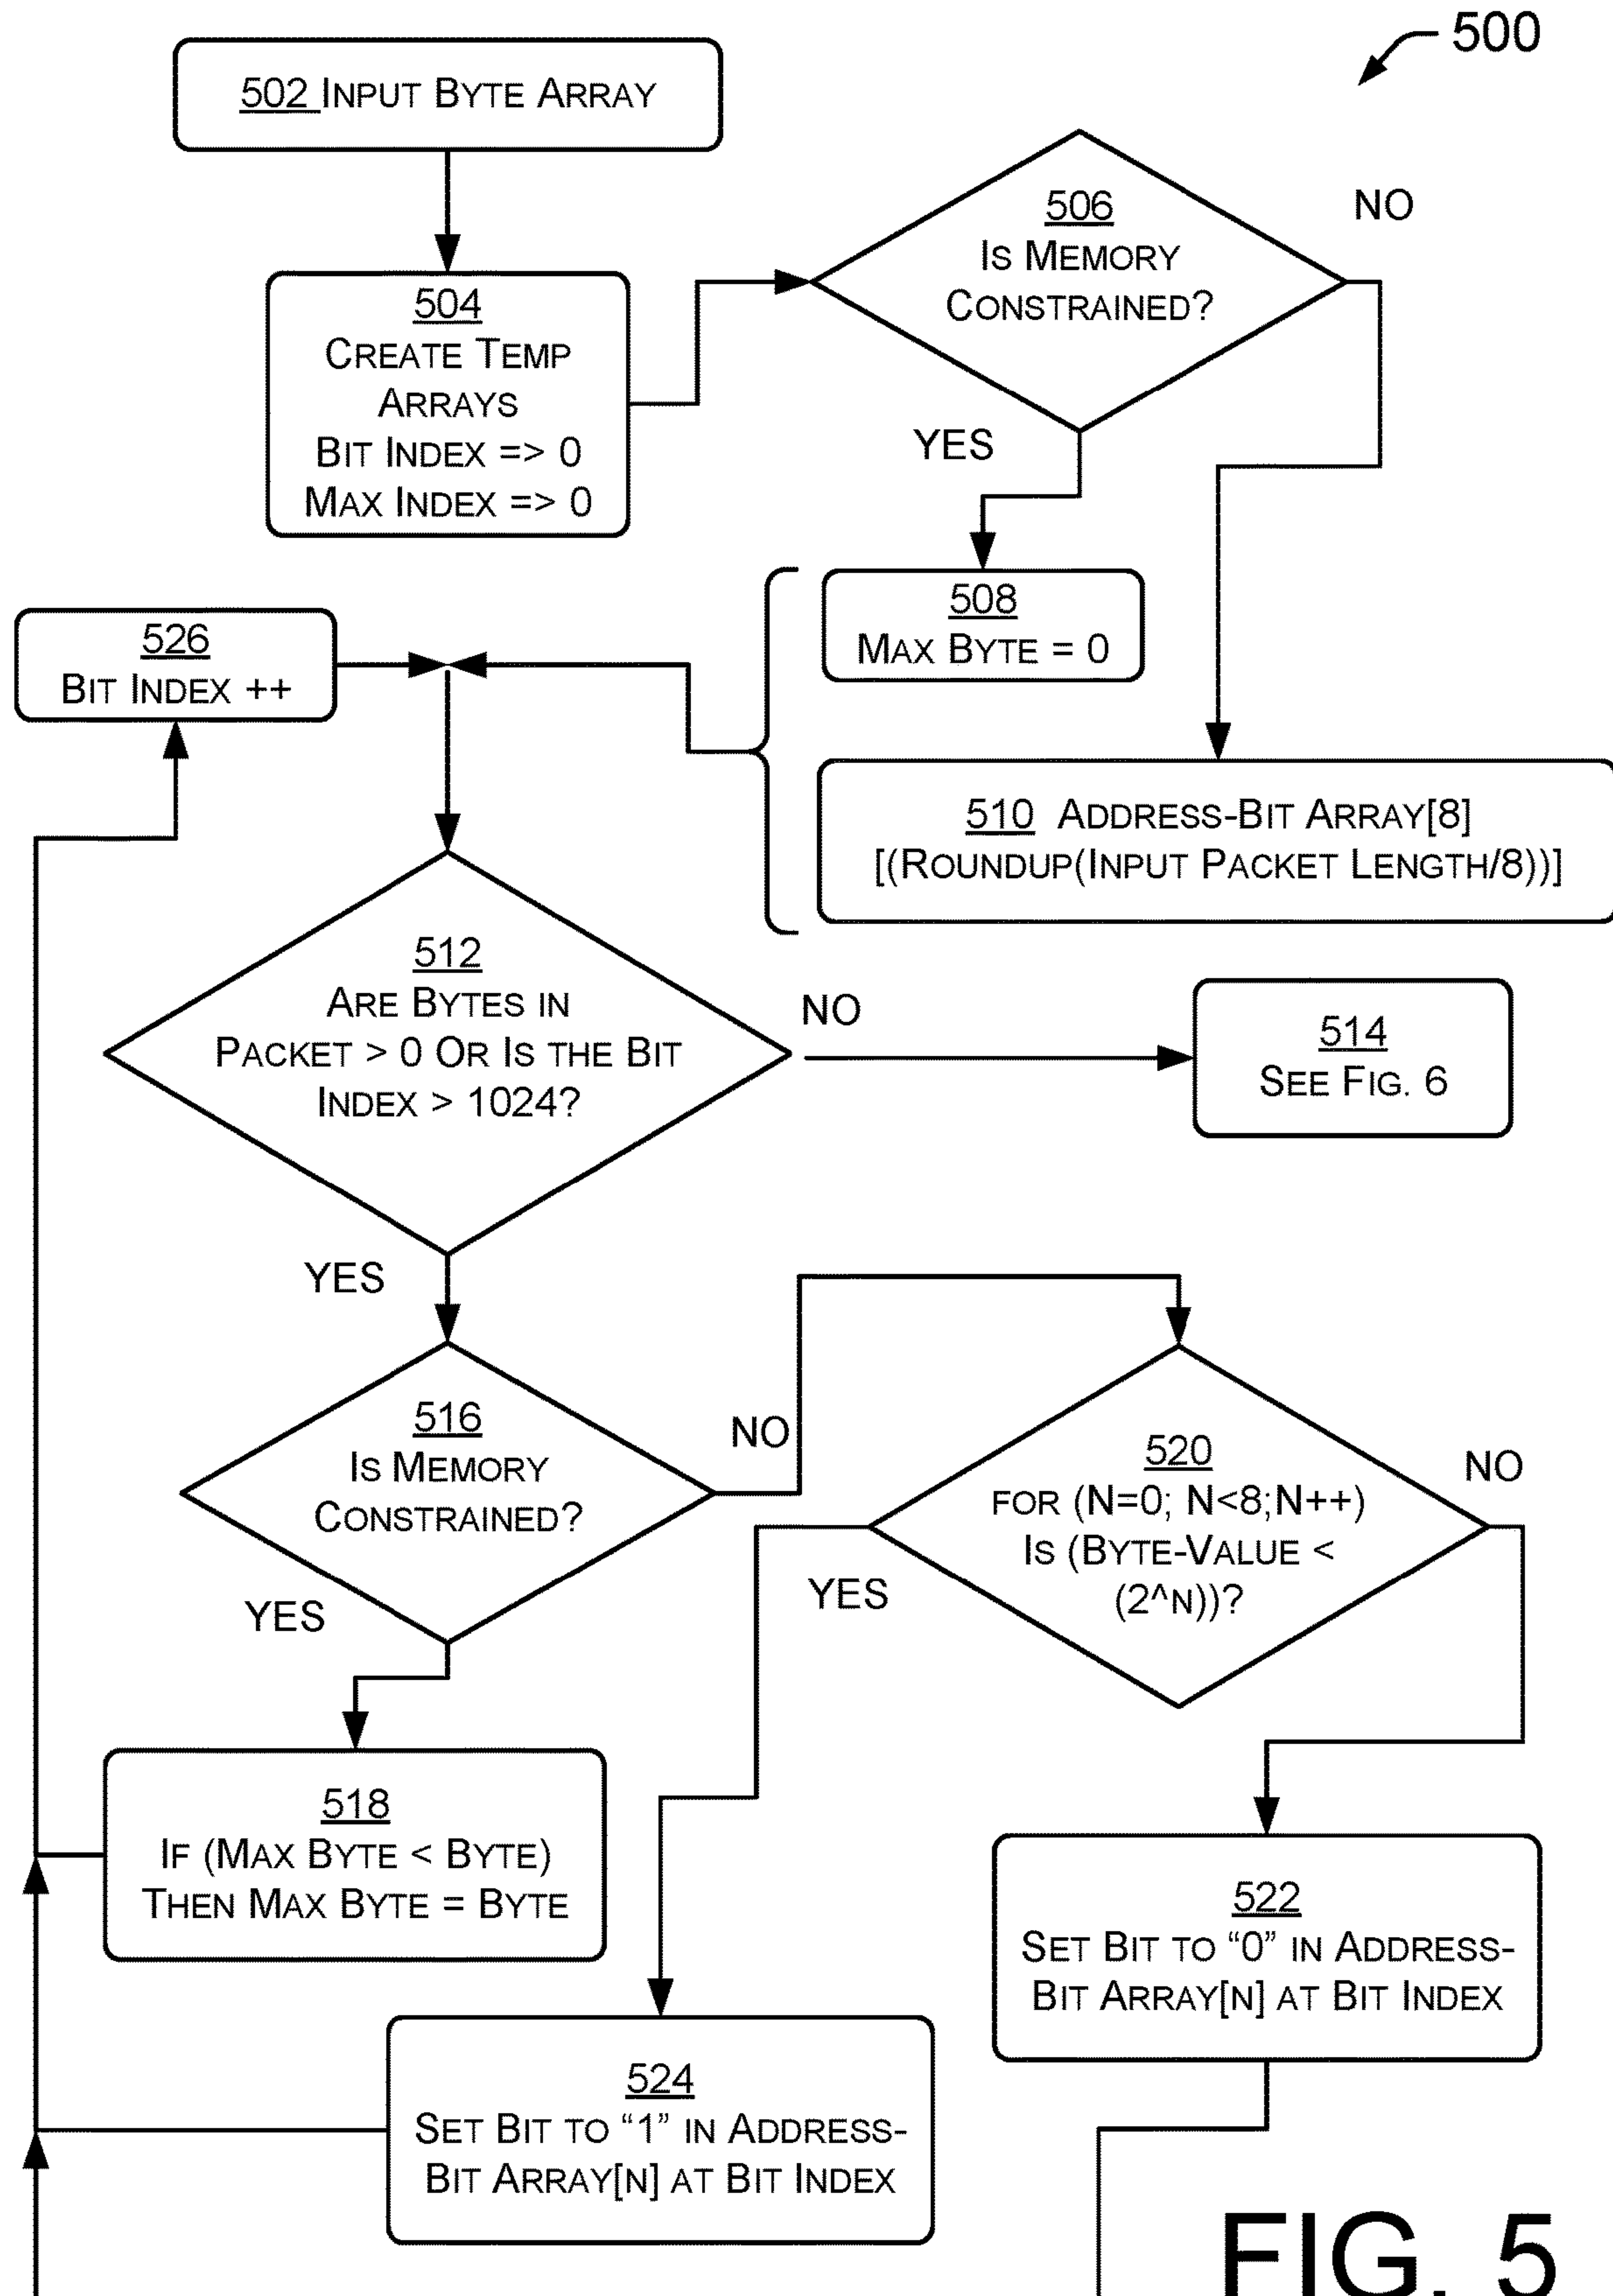 500
502 INPUT BYTE ARRAY
504
CREATE TEMP
ARRAYS
BIT INDEX => 0
MAX INDEX => 0
506
IS MEMORY
CONSTRAINED?
NO
YES
508
MAX BYTE = 0
510 ADDRESS-BIT ARRAY[8]
[(ROUNDUP(INPUT PACKET LENGTH/8))]
526
BIT INDEX ++
512
ARE BYTES IN
PACKET > 0 OR IS THE BIT
INDEX > 1024?
NO
514
SEE FIG. 6
YES
516
IS MEMORY
CONSTRAINED?
NO
YES
520
FOR (N=0; N<8;N++)
IS (BYTE-VALUE <
(2^N))?
NO
YES
518
IF (MAX BYTE < BYTE)
THEN MAX BYTE = BYTE
522
SET BIT TO “0” IN ADDRESS-
BIT ARRAY[N] AT BIT INDEX
524
SET BIT TO “1” IN ADDRESS-
BIT ARRAY[N] AT BIT INDEX
FIG. 5